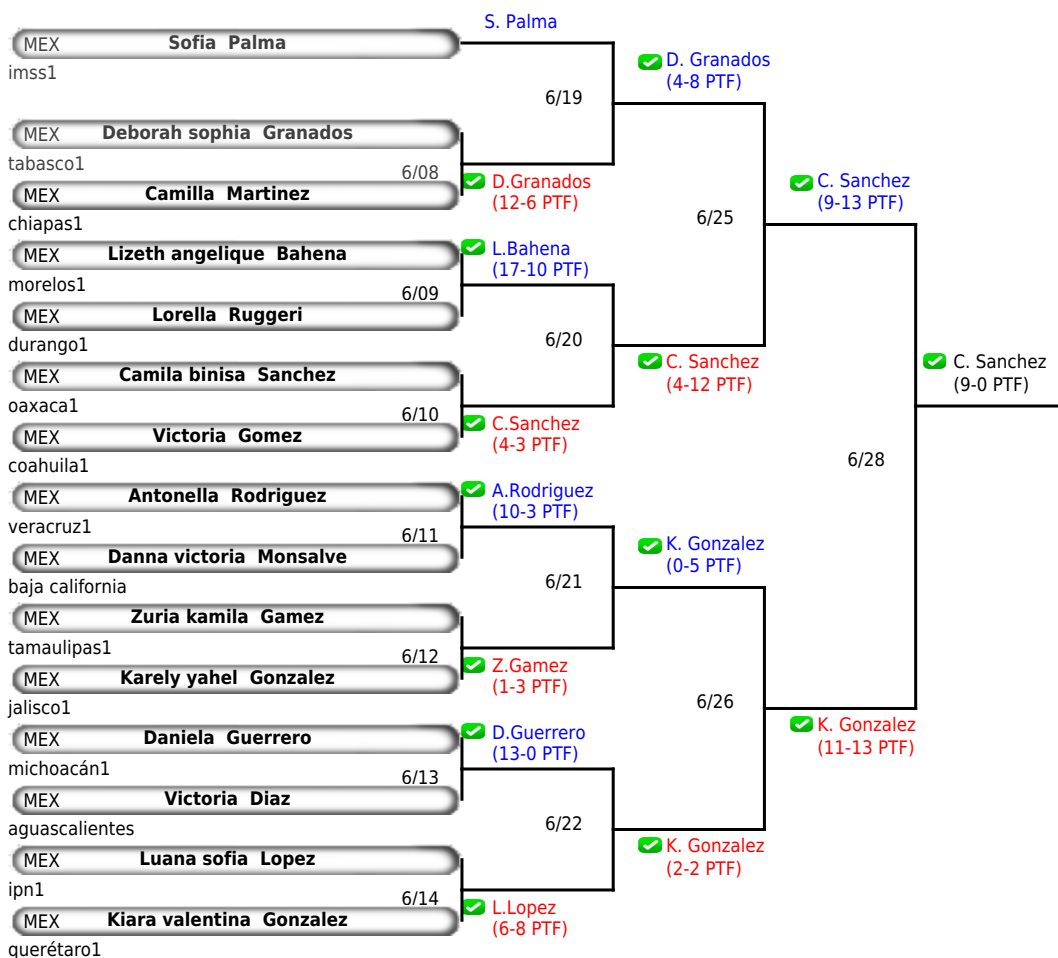 S. Palma
MEX Sofia Palma
imss1
D. Granados
(4-8 PTF)
6/19
MEX Deborah sophia Granados
tabasco1
6/08
D.Granados
(12-6 PTF)
MEX Camilla Martinez
chiapas1
C. Sanchez
(9-13 PTF)
6/25
MEX Lizeth angelique Bahena
morelos1
L.Bahena
(17-10 PTF)
6/09
MEX Lorella Ruggeri
durango1
6/20
C. Sanchez
(4-12 PTF)
MEX Camila binisa Sanchez
oaxaca1
6/10
C.Sanchez
(4-3 PTF)
MEX Victoria Gomez
coahuila1
C. Sanchez
(9-0 PTF)
6/28
MEX Antonella Rodriguez
veracruz1
A.Rodriguez
(10-3 PTF)
6/11
MEX Danna victoria Monsalve
baja california
K. Gonzalez
(0-5 PTF)
6/21
MEX Zuria kamila Gamez
tamaulipas1
6/12
Z.Gamez
(1-3 PTF)
MEX Karely yahel Gonzalez
jalisco1
6/26
K. Gonzalez
(11-13 PTF)
MEX Daniela Guerrero
michoacán1
D.Guerrero
(13-0 PTF)
6/13
MEX Victoria Diaz
aguascalientes
6/22
K. Gonzalez
(2-2 PTF)
MEX Luana sofia Lopez
ipn1
6/14
L.Lopez
(6-8 PTF)
MEX Kiara valentina Gonzalez
querétaro1